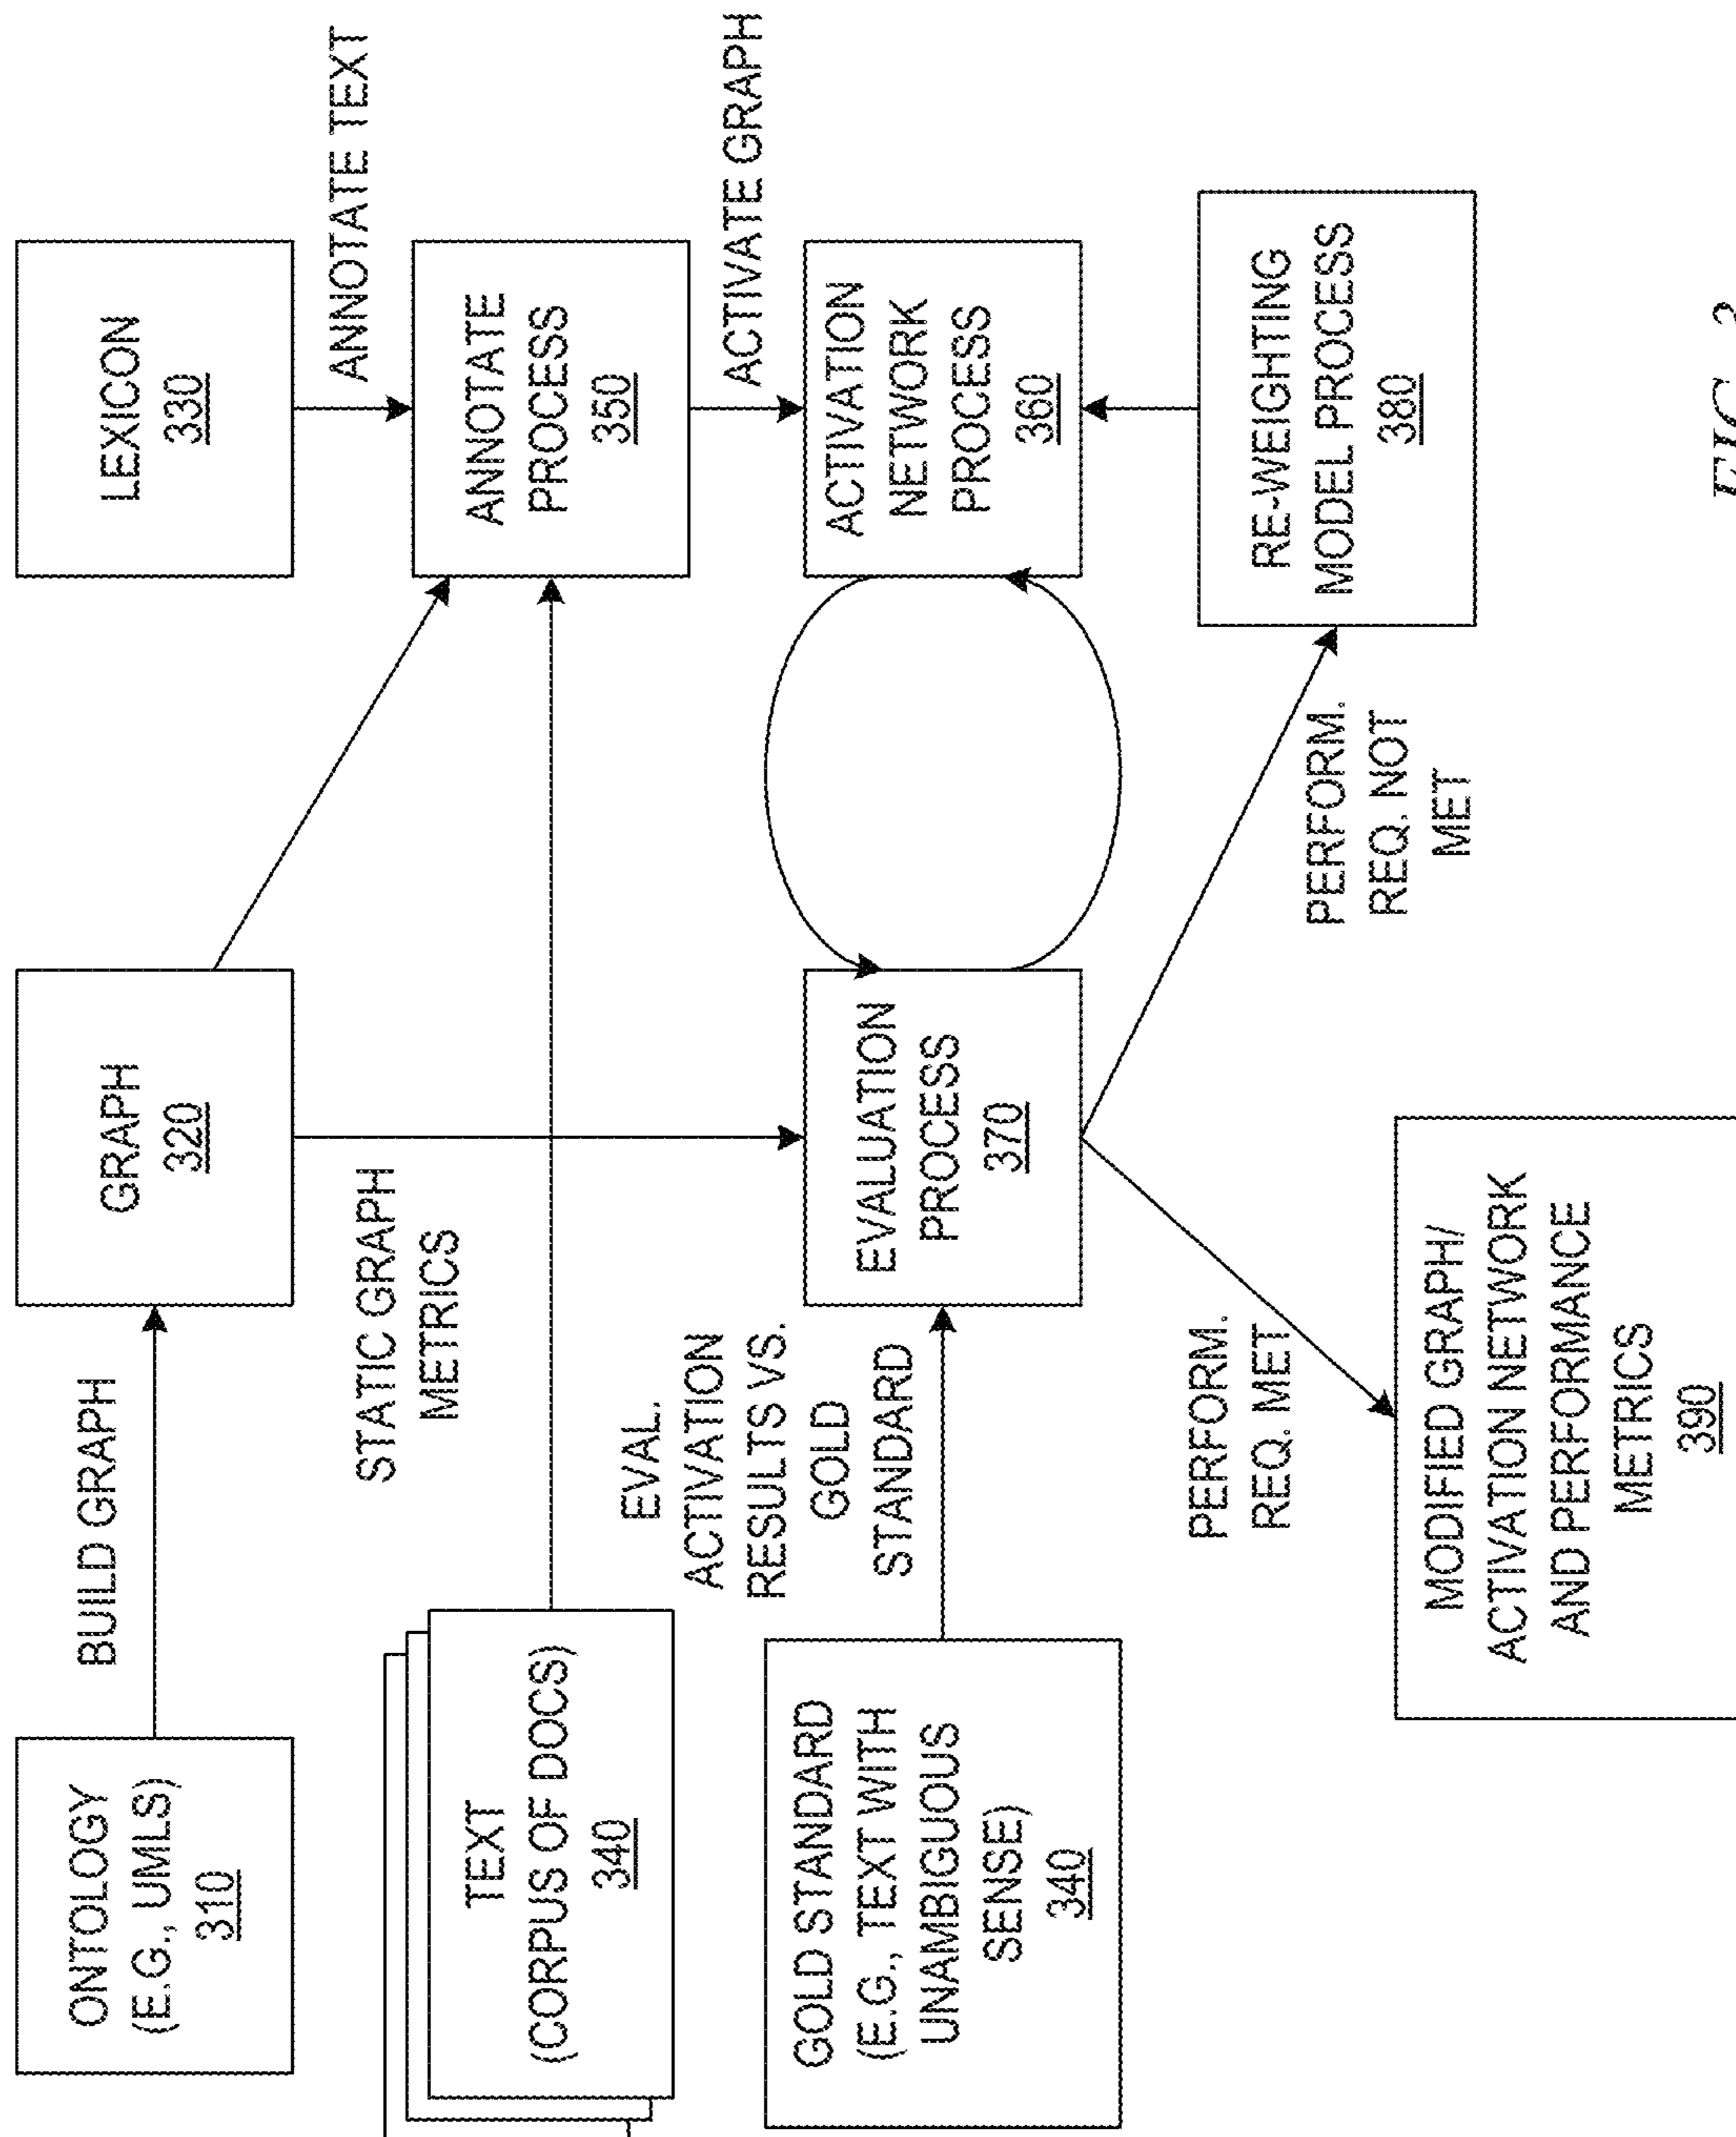 ONTOLOGY
(E.G., UMLS)
310
BUILD GRAPH
GRAPH
320
LEXICON
330
ANNOTATE TEXT
STATIC GRAPH
METRICS
TEXT
(CORPUS OF DOCS)
340
ANNOTATE
PROCESS
350
ACTIVATE GRAPH
EVAL.
ACTIVATION
RESULTS VS.
GOLD
STANDARD
GOLD STANDARD
(E.G., TEXT WITH
UNAMBIGUOUS
SENSE)
340
EVALUATION
PROCESS
370
ACTIVATION
NETWORK
PROCESS
360
PERFORM.
REQ. MET
PERFORM.
REQ. NOT
MET
RE-WEIGHTING
MODEL PROCESS
380
MODIFIED GRAPH/
ACTIVATION NETWORK
AND PERFORMANCE
METRICS
390